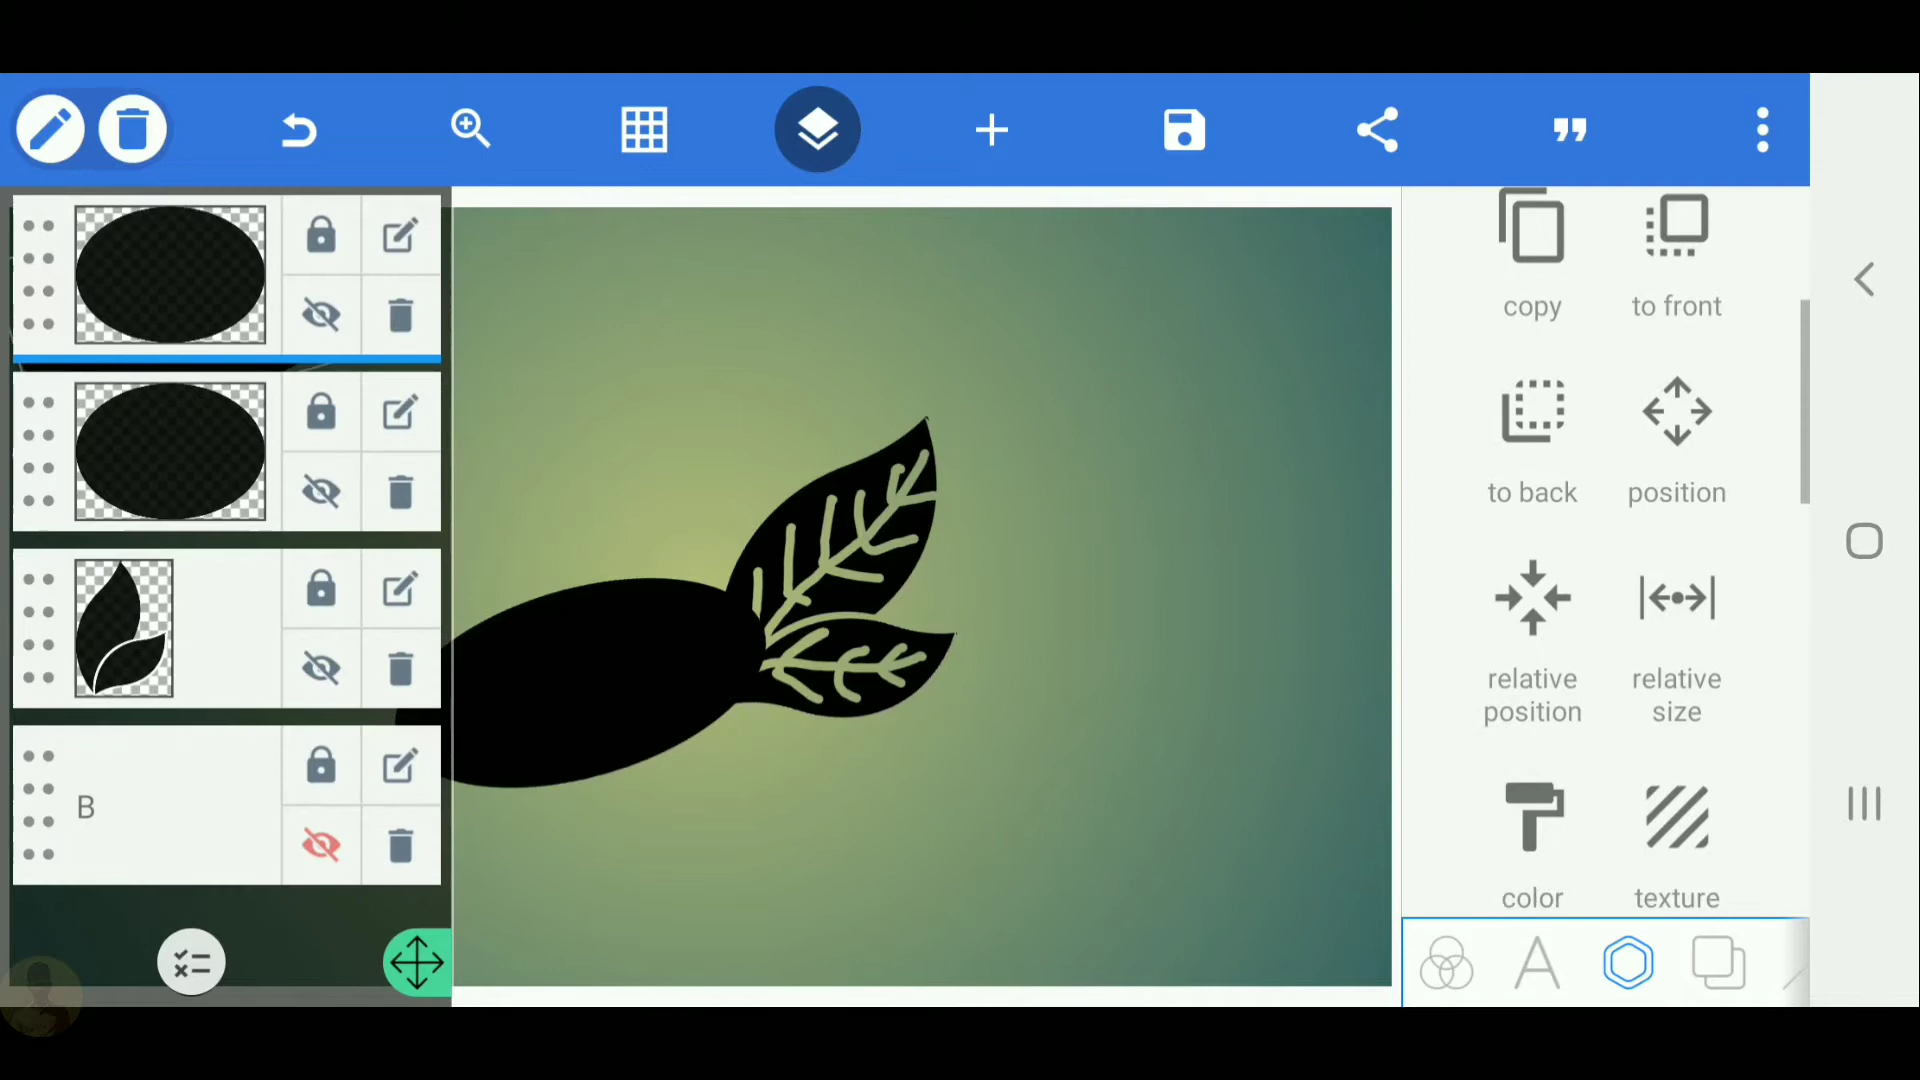 copy
to front
to back
position
relative
position
relative
size
B
color
texture